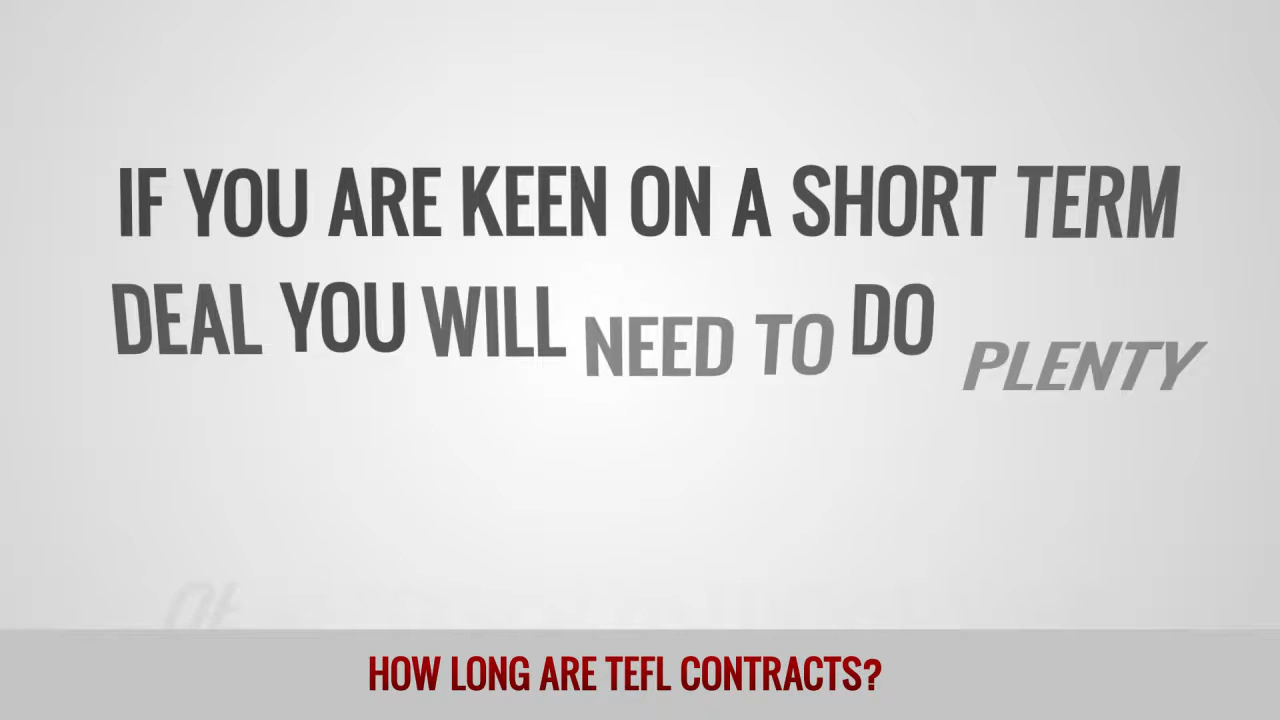 IF YOU ARE KEEN ON A SHORT TERM
DEAL YOU WILL NEED TO DO PLENTY
HOW LONG ARE TEFL CONTRACTS?